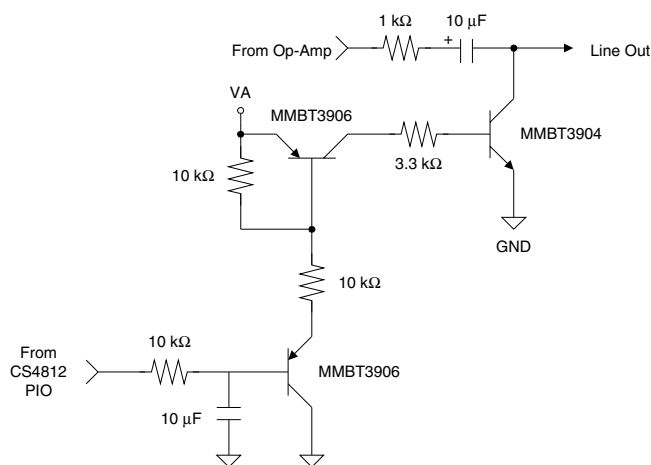 1 kΩ
10 µF
+
From Op-Amp
Line Out
VA
MMBT3906
MMBT3904
10 kΩ
3.3 kΩ
GND
10 kΩ
10 kΩ
From
CS4812
PIO
MMBT3906
10 µF